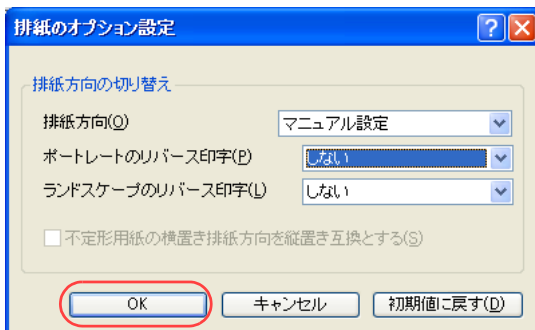 排紙のオプション設定
排紙方向の切り替え
排紙方向(O) マニュアル設定
ポートレートのリバース印字(P) しない
ランドスケープのリバース印字(L) しない
不定形用紙の横置き排紙方向を縦置き互換とする(S)
OK キャンセル 初期値に戻す(D)